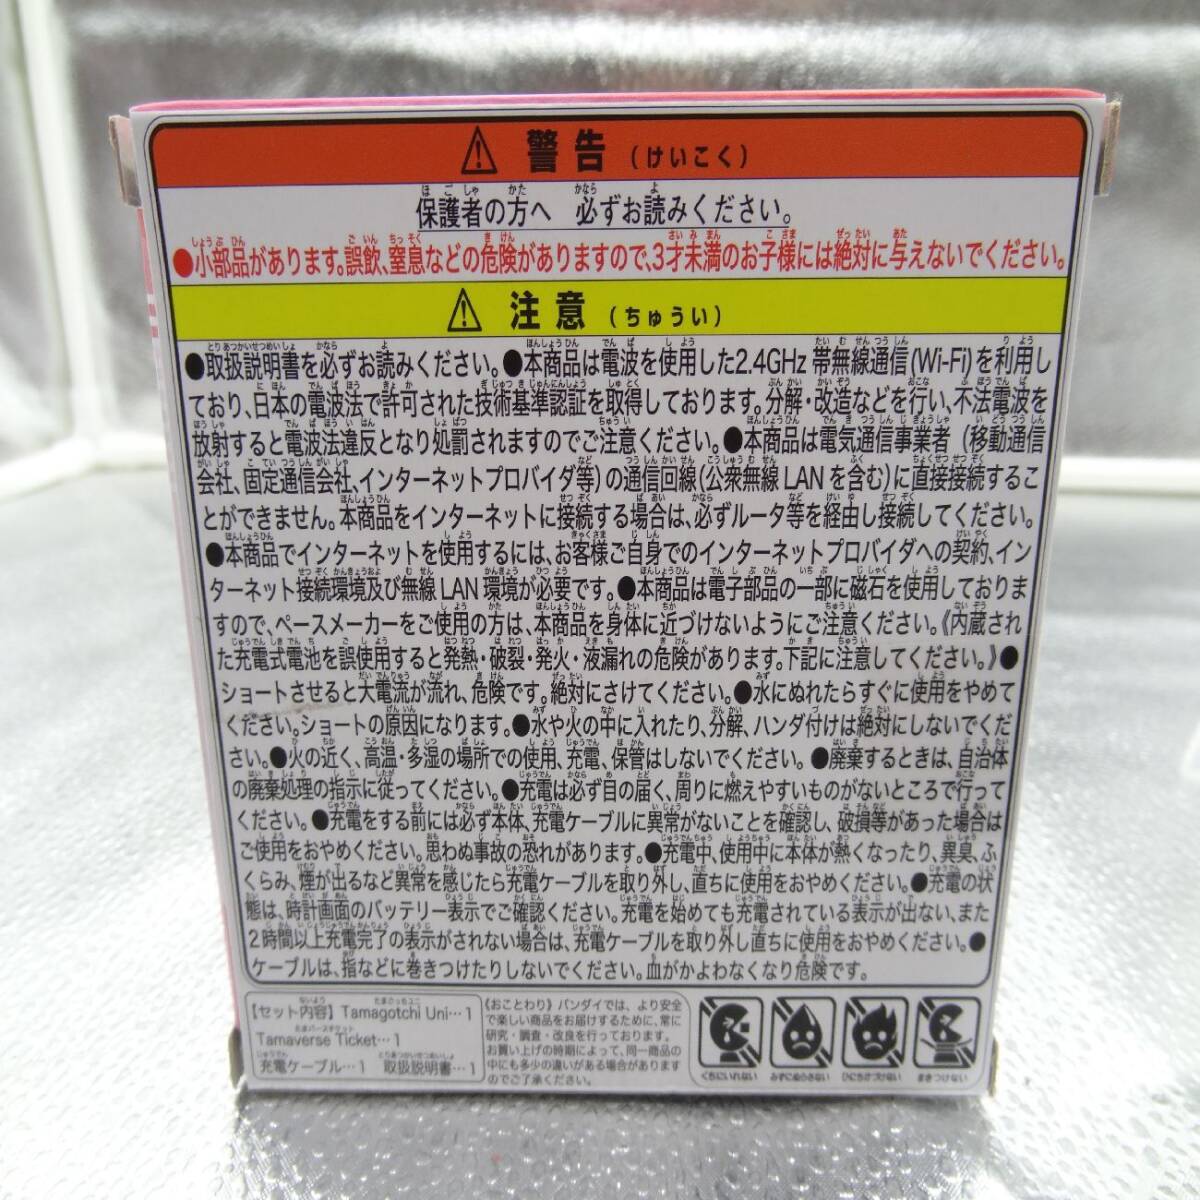 ⚠ 警告（けいこく）
保護者の方へ 必ずお読みください。
●小部品があります。誤飲、窒息などの危険がありますので、3才未満のお子様には絶対に与えないでください。
⚠ 注意（ちゅうい）
●取扱説明書を必ずお読みください。●本商品は電波を使用した2.4GHz 帯無線通信(Wi-Fi)を利用し
ており、日本の電波法で許可された技術基準認証を取得しております。分解・改造などを行い、不法電波を
放射すると電波法違反となり処罰されますのでご注意ください。●本商品は電気通信事業者（移動通信
会社、固定通信会社、インターネットプロバイダ等)の通信回線(公衆無線LANを含む)に直接接続するこ
とができません。本商品をインターネットに接続する場合は、必ずルータ等を経由し接続してください。
●本商品でインターネットを使用するには、お客様ご自身でのインターネットプロバイダへの契約、イン
ターネット接続環境及び無線LAN環境が必要です。●本商品は電子部品の一部に磁石を使用しておりま
すので、ペースメーカーをご使用の方は、本商品を身体に近づけないようにご注意ください。《内蔵され
た充電式電池を誤使用すると発熱・破裂・発火・液漏れの危険があります。下記に注意してください。》●
ショートさせると大電流が流れ、危険です。絶対にさけてください。●水にぬれたらすぐに使用をやめて
ください。ショートの原因になります。●水や火の中に入れたり、分解、ハンダ付けは絶対にしないでくだ
さい。●火の近く、高温・多湿の場所での使用、充電、保管はしないでください。●廃棄するときは、自治体
の廃棄処理の指示に従ってください。●充電は必ず目の届く、周りに燃えやすいものがないところで行って
ください。●充電をする前には必ず本体、充電ケーブルに異常がないことを確認し、破損等があった場合は
ご使用をおやめください。思わぬ事故の恐れがあります。●充電中、使用中に本体が熱くなったり、異臭、ふ
くらみ、煙が出るなど異常を感じたら充電ケーブルを取り外し、直ちに使用をおやめください。●充電の状
態は、時計画面のバッテリー表示でご確認ください。充電を始めても充電されている表示が出ない、また
2時間以上充電完了の表示がされない場合は、充電ケーブルを取り外し直ちに使用をおやめください。●
ケーブルは、指などに巻きつけたりしないでください。血がかよわなくなり危険です。
【セット内容】Tamagotchi Uni…1
Tamaverse Ticket…1
充電ケーブル…1 取扱説明書…1
《おことわり》バンダイでは、より安全
で楽しい商品をお届けするために、常に
研究・調査・改良を行っております。
お買い上げの時期によって、同一商品の
中にも多少の違いがある場合があります
のでご了承ください。
くちにいれない みずにぬらさない ひにちかづけない まきつけない